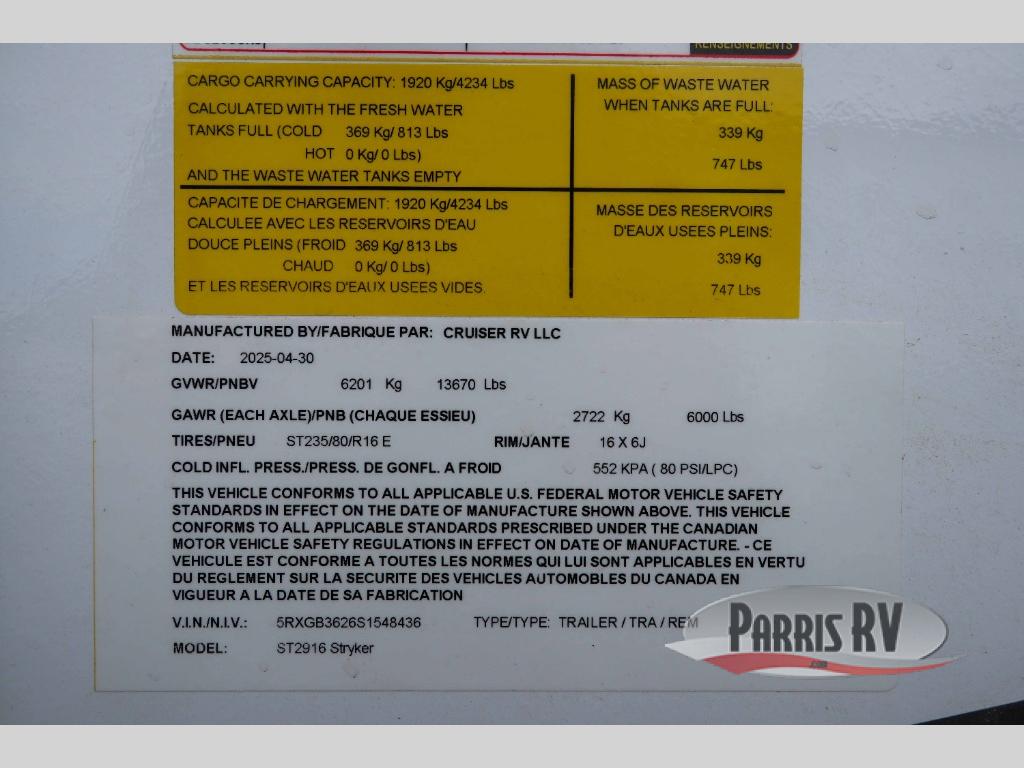 RENSEIGNEMENTS
CARGO CARRYING CAPACITY: 1920 Kg/4234 Lbs
CALCULATED WITH THE FRESH WATER
TANKS FULL (COLD 369 Kg/ 813 Lbs
HOT 0 Kg/ 0 Lbs)
AND THE WASTE WATER TANKS EMPTY
MASS OF WASTE WATER
WHEN TANKS ARE FULL:
339 Kg
747 Lbs
CAPACITE DE CHARGEMENT: 1920 Kg/4234 Lbs
CALCULEE AVEC LES RESERVOIRS D'EAU
DOUCE PLEINS (FROID 369 Kg/ 813 Lbs
CHAUD 0 Kg/ 0 Lbs)
ET LES RESERVOIRS D'EAUX USEES VIDES.
MASSE DES RESERVOIRS
D'EAUX USEES PLEINS:
339 Kg
747 Lbs
MANUFACTURED BY/FABRIQUE PAR: CRUISER RV LLC
DATE: 2025-04-30
GVWR/PNBV 6201 Kg 13670 Lbs
GAWR (EACH AXLE)/PNB (CHAQUE ESSIEU) 2722 Kg 6000 Lbs
TIRES/PNEU ST235/80/R16 E RIM/JANTE 16 X 6J
COLD INFL. PRESS./PRESS. DE GONFL. A FROID 552 KPA ( 80 PSI/LPC)
THIS VEHICLE CONFORMS TO ALL APPLICABLE U.S. FEDERAL MOTOR VEHICLE SAFETY
STANDARDS IN EFFECT ON THE DATE OF MANUFACTURE SHOWN ABOVE. THIS VEHICLE
CONFORMS TO ALL APPLICABLE STANDARDS PRESCRIBED UNDER THE CANADIAN
MOTOR VEHICLE SAFETY REGULATIONS IN EFFECT ON DATE OF MANUFACTURE. - CE
VEHICULE EST CONFORME A TOUTES LES NORMES QUI LUI SONT APPLICABLES EN VERTU
DU REGLEMENT SUR LA SECURITE DES VEHICLES AUTOMOBILES DU CANADA EN
VIGUEUR A LA DATE DE SA FABRICATION
V.I.N./N.I.V.: 5RXGB3626S1548436 TYPE/TYPE: TRAILER / TRA / REM
MODEL: ST2916 Stryker
PARRIS RV
.com